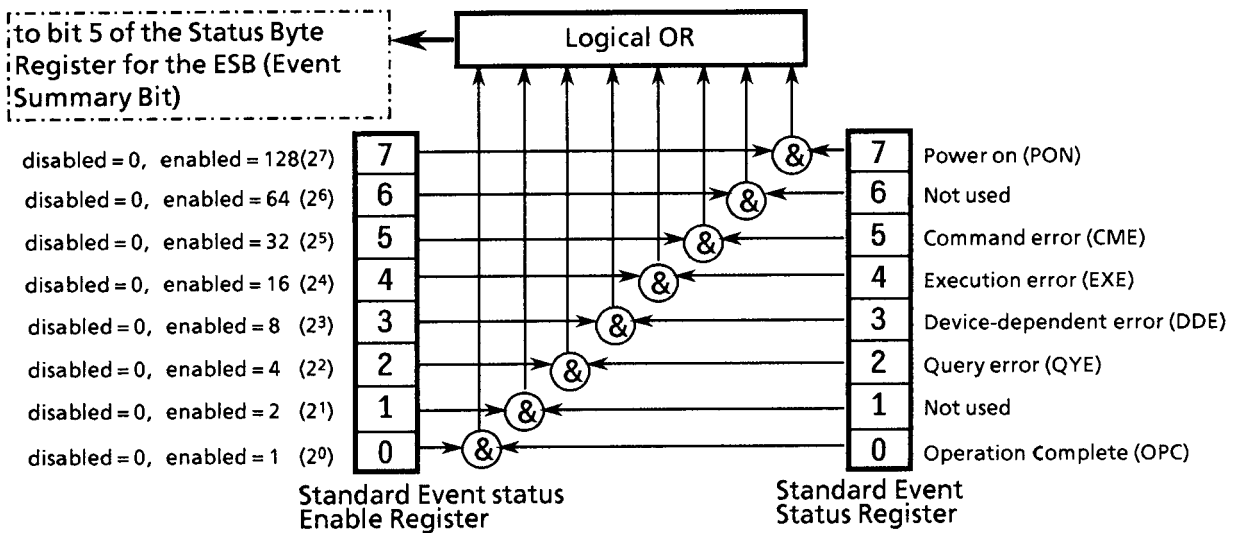 to bit 5 of the Status Byte
Register for the ESB (Event
Summary Bit)
Logical OR
disabled = 0, enabled = 128(2⁷) 7 & 7 Power on (PON)
disabled = 0, enabled = 64 (2⁶) 6 & 6 Not used
disabled = 0, enabled = 32 (2⁵) 5 & 5 Command error (CME)
disabled = 0, enabled = 16 (2⁴) 4 & 4 Execution error (EXE)
disabled = 0, enabled = 8 (2³) 3 & 3 Device-dependent error (DDE)
disabled = 0, enabled = 4 (2²) 2 & 2 Query error (QYE)
disabled = 0, enabled = 2 (2¹) 1 & 1 Not used
disabled = 0, enabled = 1 (2⁰) 0 & 0 Operation Complete (OPC)
Standard Event status
Enable Register
Standard Event
Status Register